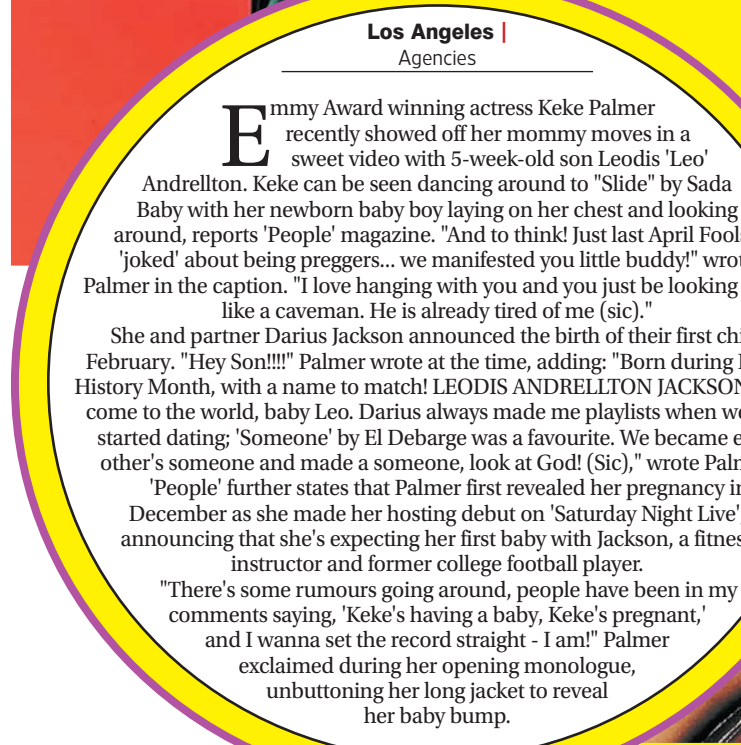 Los Angeles |
Agencies
Emmy Award winning actress Keke Palmer
recently showed off her mommy moves in a
sweet video with 5-week-old son Leodis 'Leo'
Andrellton. Keke can be seen dancing around to "Slide" by Sada
Baby with her newborn baby boy laying on her chest and looking
around, reports 'People' magazine. "And to think! Just last April
'joked' about being preggers... we manifested you little buddy!"
Palmer in the caption. "I love hanging with you and you just be looking
like a caveman. He is already tired of me (sic)."
She and partner Darius Jackson announced the birth of their first
February. "Hey Son!!!!" Palmer wrote at the time, adding: "Born during
History Month, with a name to match! LEODIS ANDRELLTON JACKSON
come to the world, baby Leo. Darius always made me playlists when
started dating; 'Someone' by El Debarge was a favourite. We became
other's someone and made a someone, look at God! (Sic)," wrote
'People' further states that Palmer first revealed her pregnancy
December as she made her hosting debut on 'Saturday Night Live'
announcing that she's expecting her first baby with Jackson, a
instructor and former college football player.
"There's some rumours going around, people have been in my
comments saying, 'Keke's having a baby, Keke's pregnant,'
and I wanna set the record straight - I am!" Palmer
exclaimed during her opening monologue,
unbuttoning her long jacket to reveal
her baby bump.